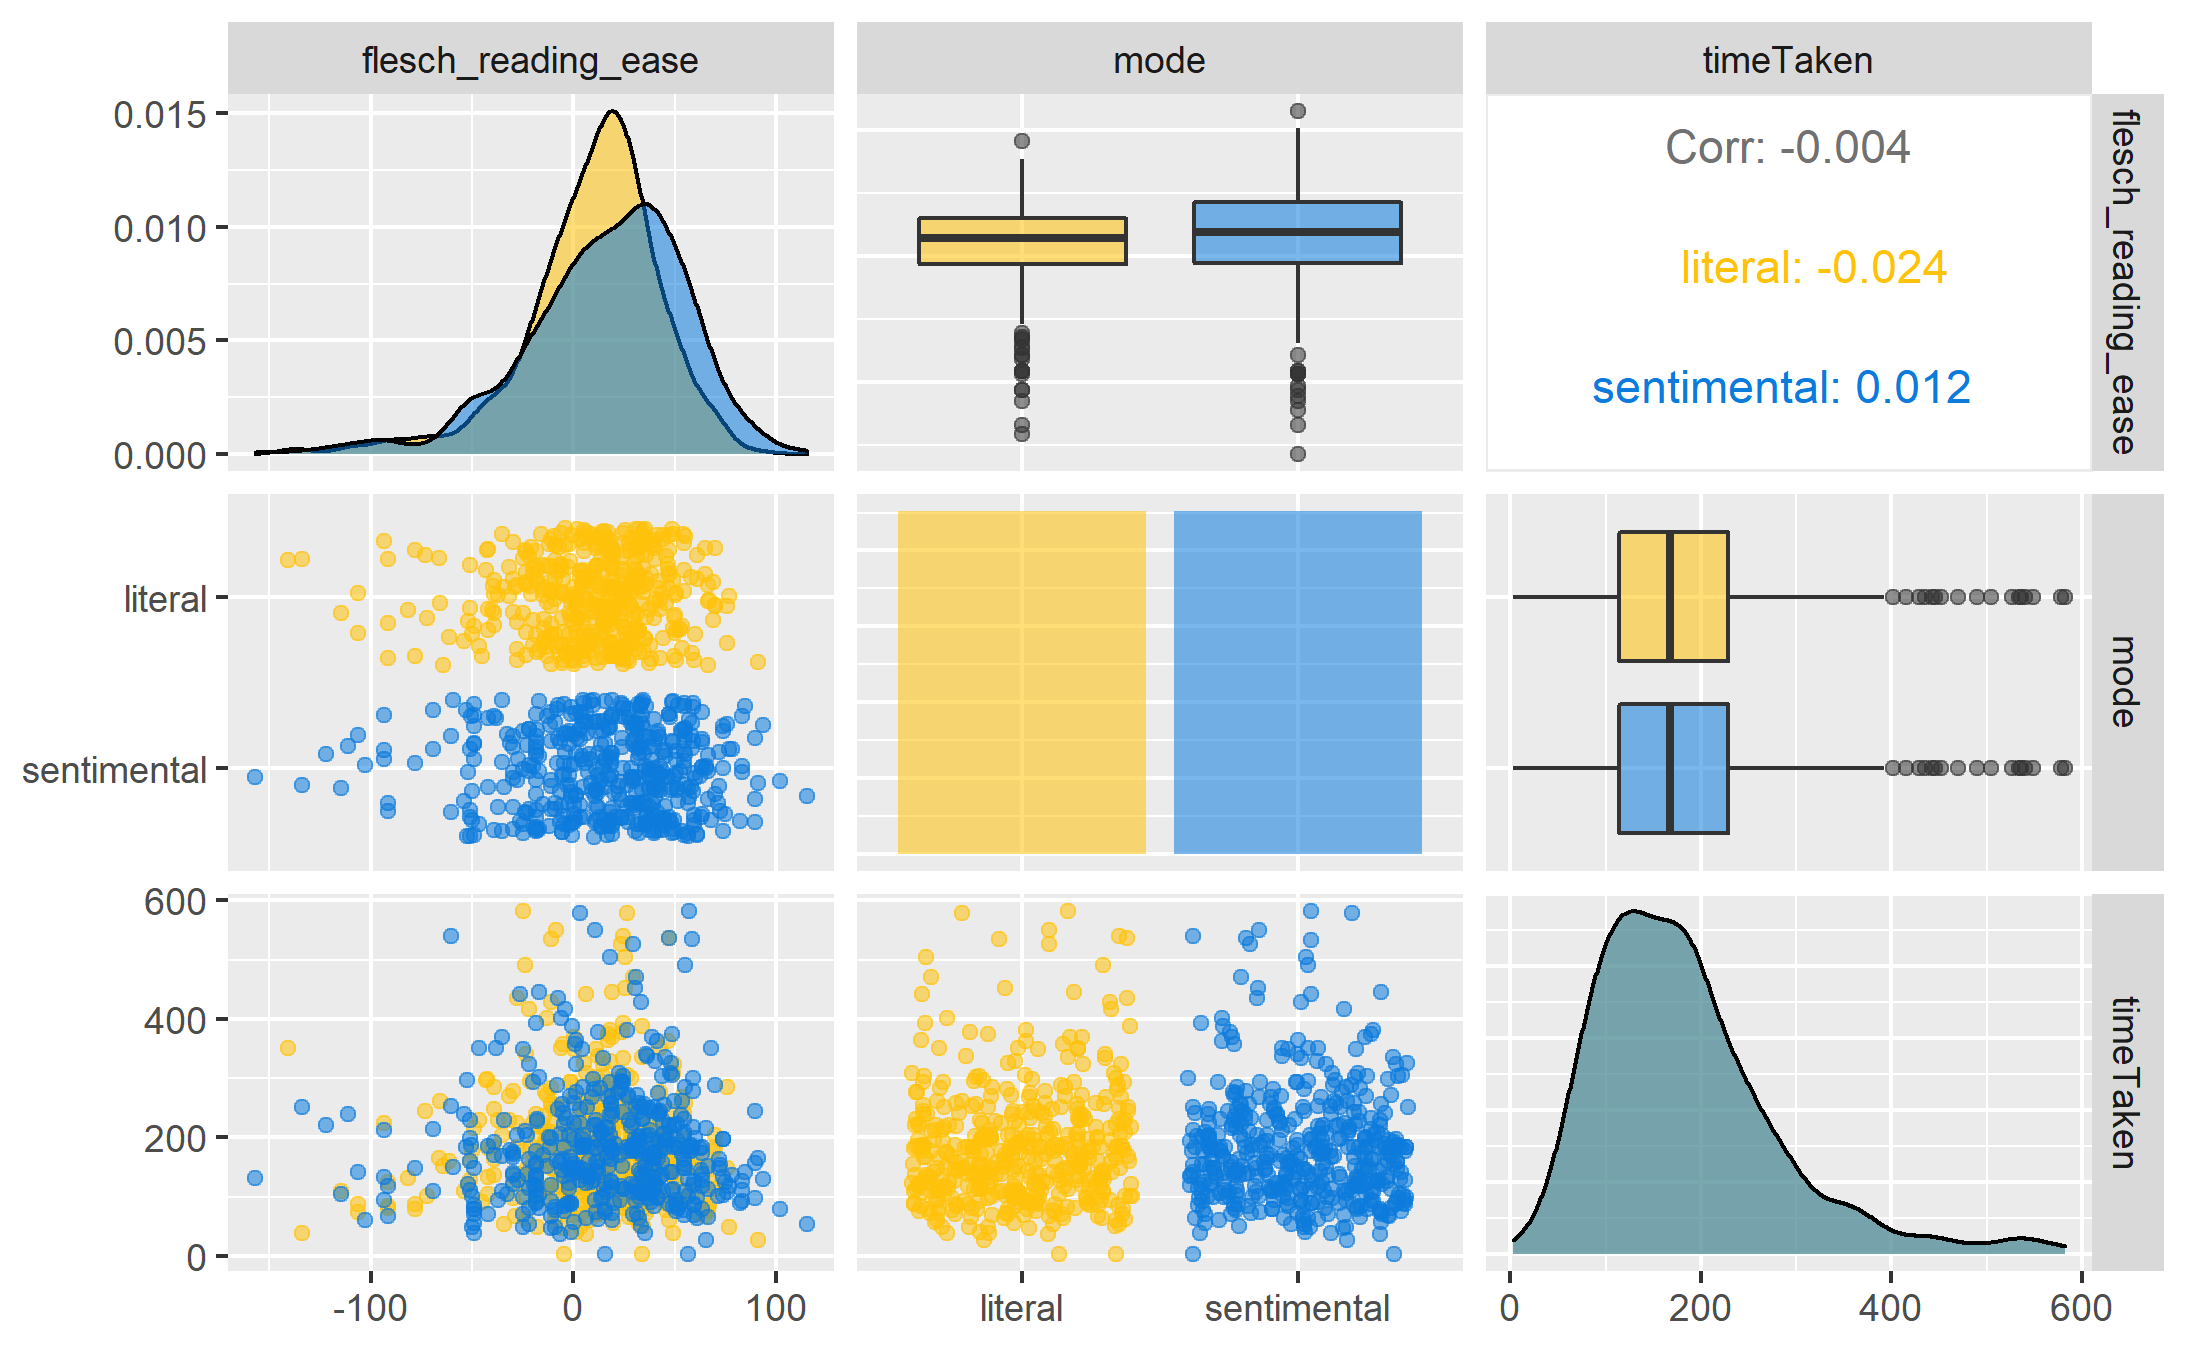 flesch_reading_ease
mode
timeTaken
0.015
0.010
0.005
0.000
Corr: -0.004
literal: -0.024
sentimental: 0.012
flesch_reading_ease
literal
sentimental
mode
600
400
200
0
timeTaken
-100 0 100
literal sentimental
0 200 400 600